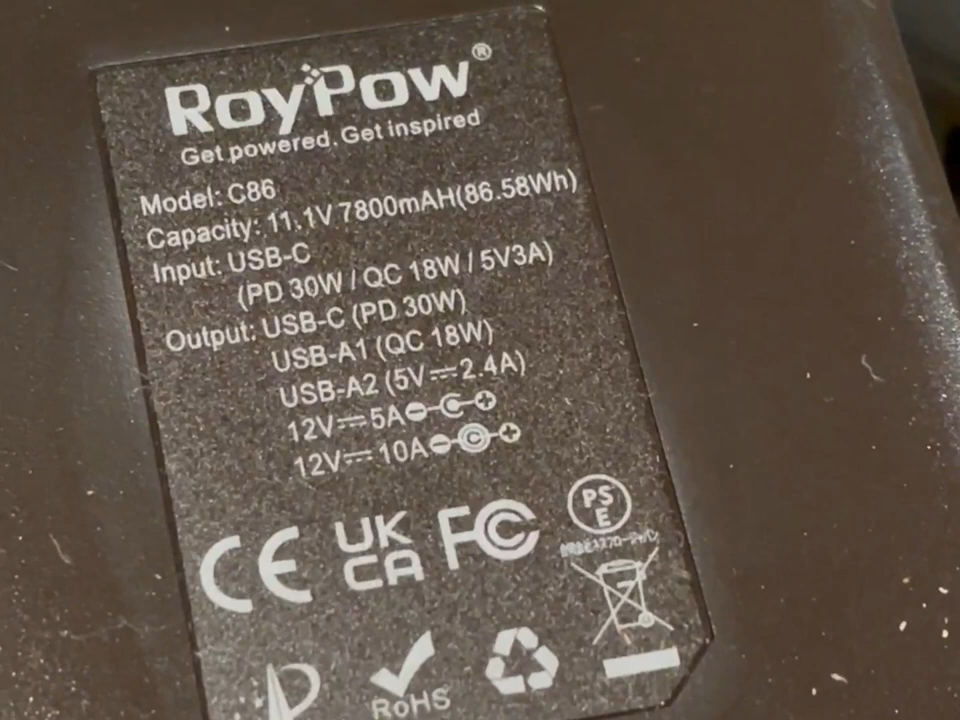 RoyPow®
Get powered. Get inspired
Model: C86
Capacity: 11.1V 7800mAH(86.58Wh)
Input: USB-C
(PD 30W / QC 18W / 5V3A)
Output: USB-C (PD 30W)
USB-A1 (QC 18W)
USB-A2 (5V⎓2.4A)
12V⎓5A
12V⎓10A
CE
UK
CA
FC
PS
E
RoHS